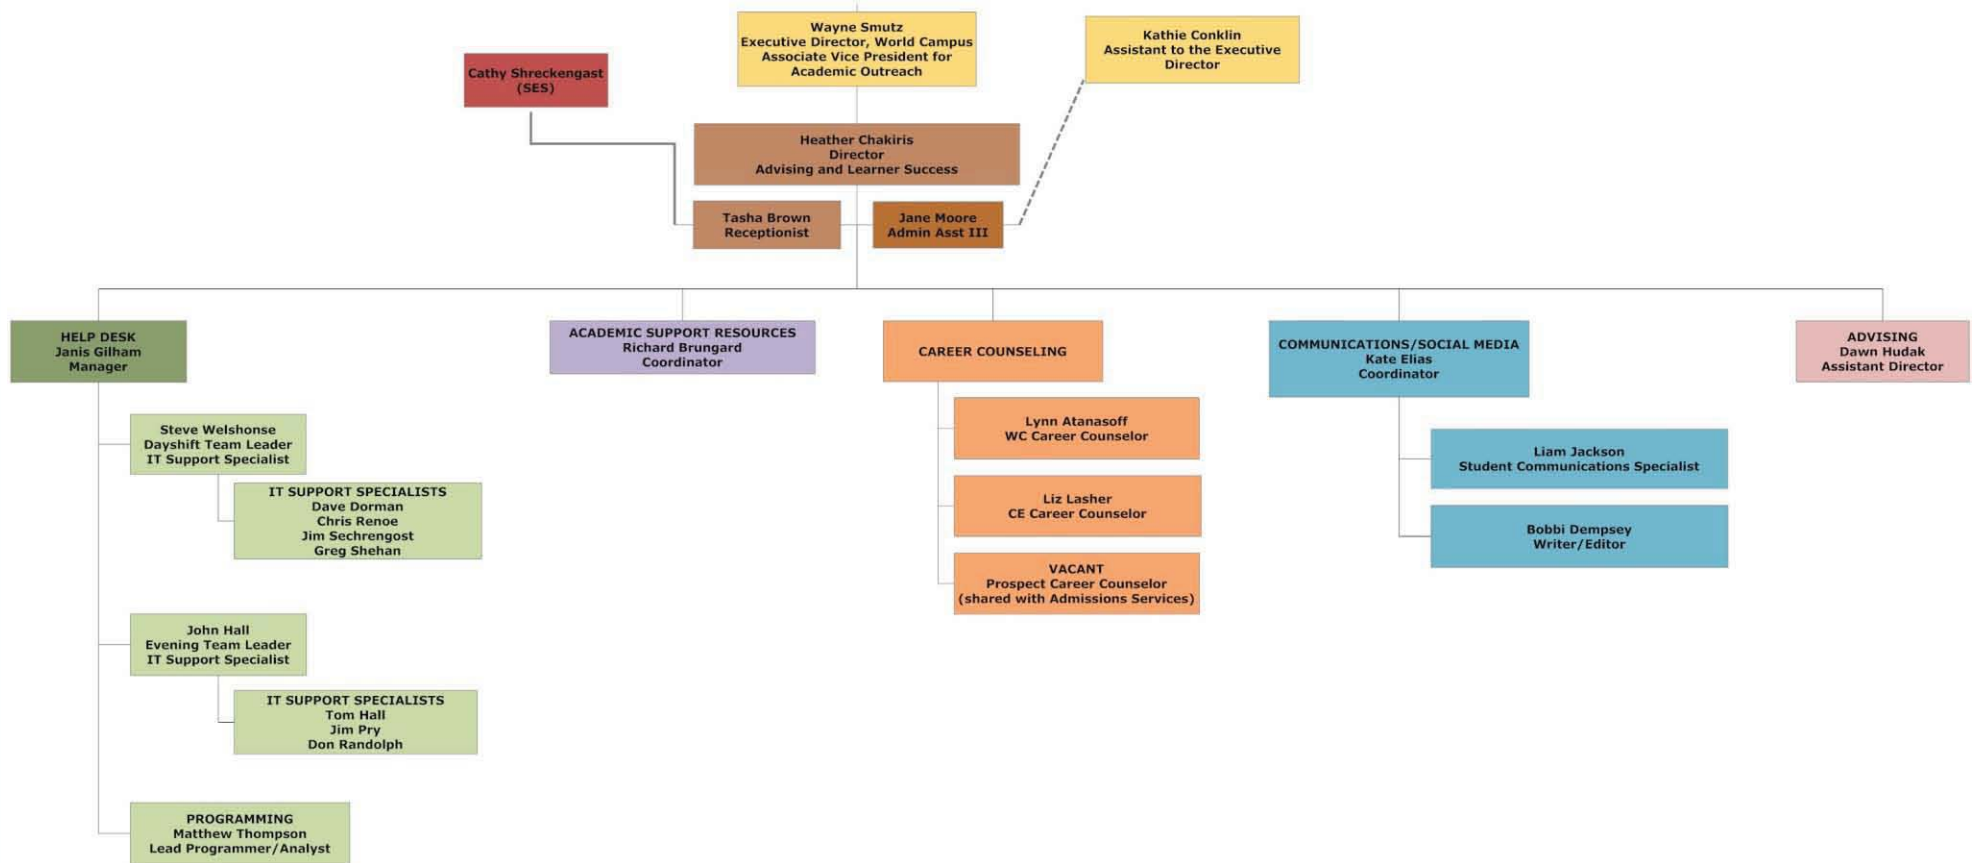 Wayne Smutz
Executive Director, World Campus
Associate Vice President for
Academic Outreach
Kathie Conklin
Assistant to the Executive
Director
Cathy Shreckengast
(SES)
Heather Chakiris
Director
Advising and Learner Success
Tasha Brown
Receptionist
Jane Moore
Admin Asst III
HELP DESK
Janis Gilham
Manager
Steve Welshonse
Dayshift Team Leader
IT Support Specialist
IT SUPPORT SPECIALISTS
Dave Dorman
Chris Renoe
Jim Sechrengost
Greg Shehan
John Hall
Evening Team Leader
IT Support Specialist
IT SUPPORT SPECIALISTS
Tom Hall
Jim Pry
Don Randolph
PROGRAMMING
Matthew Thompson
Lead Programmer/Analyst
ACADEMIC SUPPORT RESOURCES
Richard Brungard
Coordinator
CAREER COUNSELING
Lynn Atanasoff
WC Career Counselor
Liz Lasher
CE Career Counselor
VACANT
Prospect Career Counselor
(shared with Admissions Services)
COMMUNICATIONS/SOCIAL MEDIA
Kate Elias
Coordinator
Liam Jackson
Student Communications Specialist
Bobbi Dempsey
Writer/Editor
ADVISING
Dawn Hudak
Assistant Director